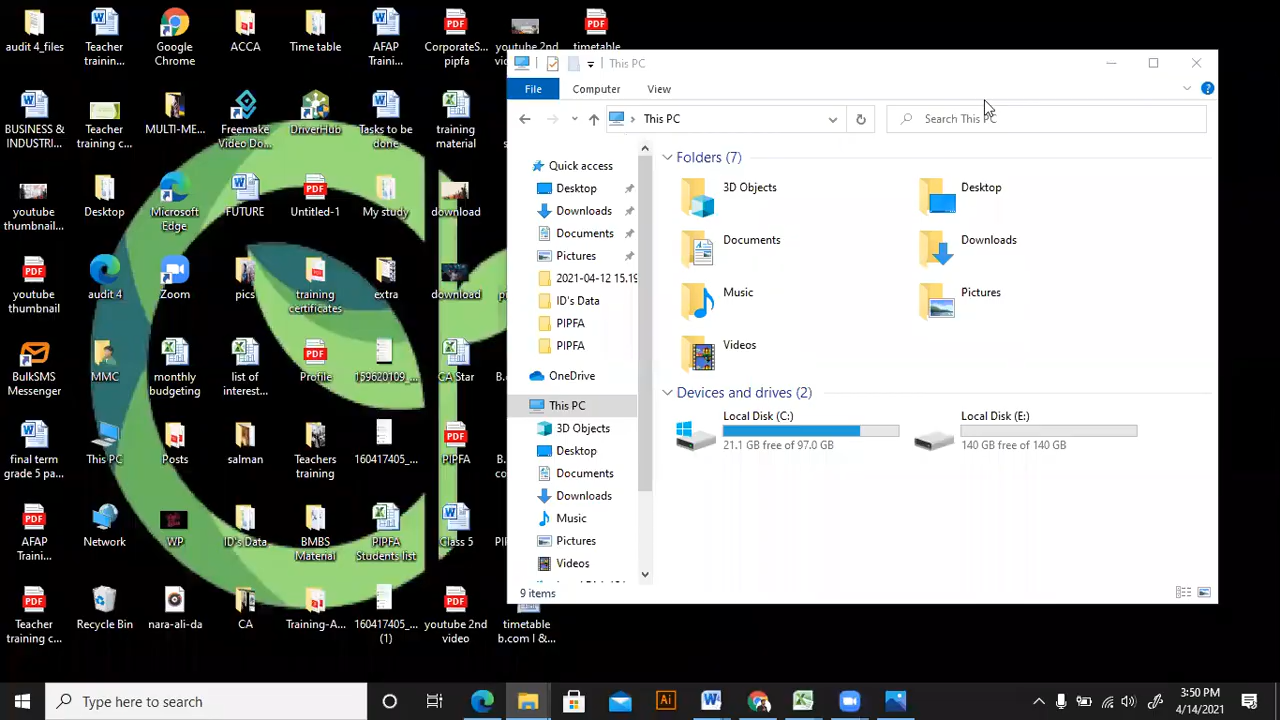 audit 4_files
Teacher
trainin...
Google
Chrome
ACCA
Time table
AFAP
Traini...
CorporateS...
pipfa
youtube 2nd
timetable
BUSINESS &
INDUSTRI...
Teacher
training c...
MULTI-ME...
Freemake
Video Do...
DriverHub
Tasks to be
done
training
material
youtube
thumbnail...
Desktop
Microsoft
Edge
FUTURE
Untitled-1
My study
download
youtube
thumbnail
audit 4
Zoom
pics
training
certificates
extra
download
BulkSMS
Messenger
MMC
monthly
budgeting
list of
interest...
Profile
159620109_...
CA Star
final term
grade 5 pa...
This PC
Posts
salman
Teachers
training
160417405_...
PIPFA
AFAP
Traini...
Network
WP
ID's Data
BMBS
Material
PIPFA
Students list
Class 5
Teacher
training c...
Recycle Bin
nara-ali-da
CA
Training-A...
160417405_...
(1)
youtube 2nd
video
timetable
b.com I &...
This PC
File
Computer
View
This PC
Search This PC
Quick access
Desktop
Downloads
Documents
Pictures
2021-04-12 15.19
ID's Data
PIPFA
PIPFA
OneDrive
This PC
3D Objects
Desktop
Documents
Downloads
Music
Pictures
Videos
Folders (7)
3D Objects
Desktop
Documents
Downloads
Music
Pictures
Videos
Devices and drives (2)
Local Disk (C:)
21.1 GB free of 97.0 GB
Local Disk (E:)
140 GB free of 140 GB
9 items
Type here to search
Ai
3:50 PM
4/14/2021